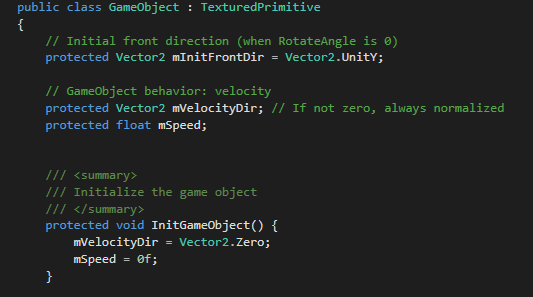 public class GameObject : TexturedPrimitive
{
// Initial front direction (when RotateAngle is 0)
protected Vector2 mInitFrontDir = Vector2.UnitY;
// GameObject behavior: velocity
protected Vector2 mVelocityDir; // If not zero, always normalized
protected float mSpeed;
/// <summary>
/// Initialize the game object
/// </summary>
protected void InitGameObject() {
mVelocityDir = Vector2.Zero;
mSpeed = 0f;
}